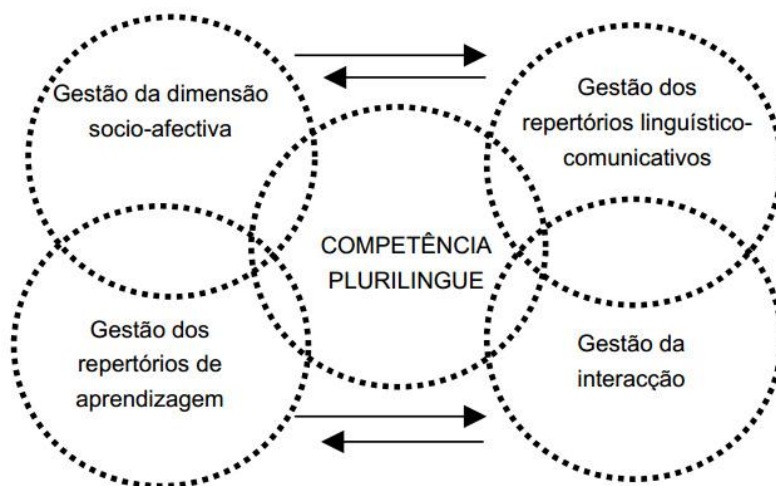 Gestão da dimensão
socio-afectiva
Gestão dos
repertórios linguístico-
comunicativos
COMPETÊNCIA
PLURILINGUE
Gestão dos
repertórios de
aprendizagem
Gestão da
interacção